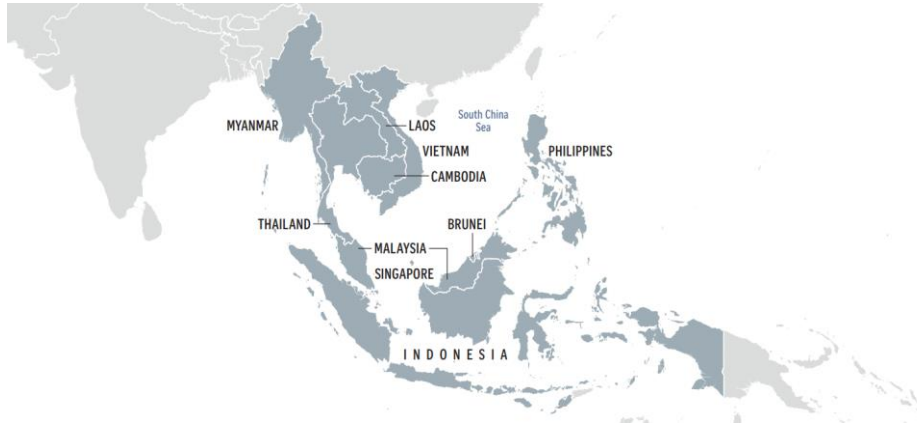 South China
Sea
MYANMAR
LAOS
VIETNAM
PHILIPPINES
CAMBODIA
THAILAND
BRUNEI
MALAYSIA
SINGAPORE
INDONESIA